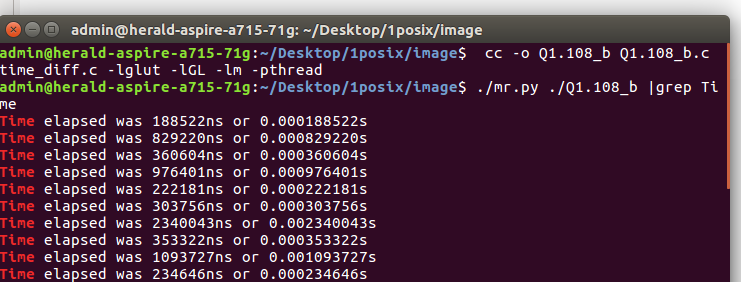 admin@herald-aspire-a715-71g: ~/Desktop/1posix/image
admin@herald-aspire-a715-71g:~/Desktop/1posix/image$  cc -o Q1.108_b Q1.108_b.c
time_diff.c -lglut -lGL -lm -pthread
admin@herald-aspire-a715-71g:~/Desktop/1posix/image$ ./mr.py ./Q1.108_b |grep Ti
me
Time elapsed was 188522ns or 0.000188522s
Time elapsed was 829220ns or 0.000829220s
Time elapsed was 360604ns or 0.000360604s
Time elapsed was 976401ns or 0.000976401s
Time elapsed was 222181ns or 0.000222181s
Time elapsed was 303756ns or 0.000303756s
Time elapsed was 2340043ns or 0.002340043s
Time elapsed was 353322ns or 0.000353322s
Time elapsed was 1093727ns or 0.001093727s
Time elapsed was 234646ns or 0.000234646s